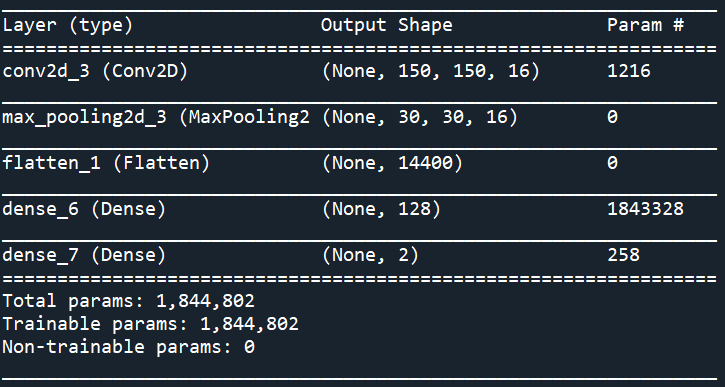 Layer (type) Output Shape Param #
=================================================================
conv2d_3 (Conv2D) (None, 150, 150, 16) 1216
max_pooling2d_3 (MaxPooling2 (None, 30, 30, 16) 0
flatten_1 (Flatten) (None, 14400) 0
dense_6 (Dense) (None, 128) 1843328
dense_7 (Dense) (None, 2) 258
=================================================================
Total params: 1,844,802
Trainable params: 1,844,802
Non-trainable params: 0